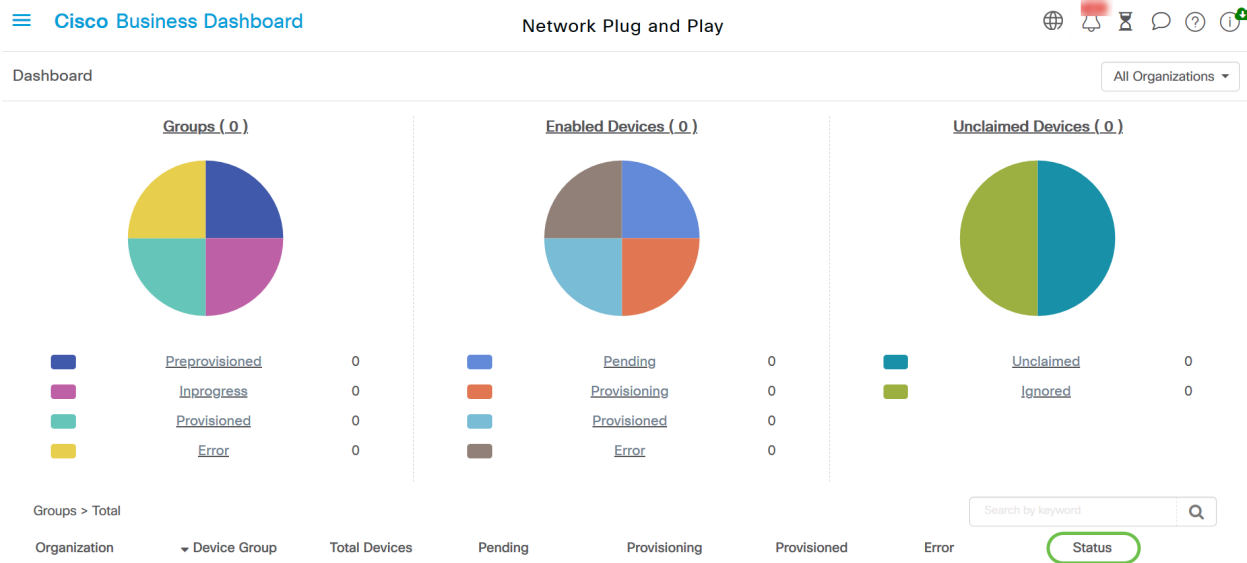 Cisco Business Dashboard
Network Plug and Play
Dashboard
All Organizations
Groups ( 0 )
Enabled Devices ( 0 )
Unclaimed Devices ( 0 )
Preprovisioned 0
Inprogress 0
Provisioned 0
Error 0
Pending 0
Provisioning 0
Provisioned 0
Error 0
Unclaimed 0
Ignored 0
Groups > Total
Search by keyword
Organization Device Group Total Devices Pending Provisioning Provisioned Error Status